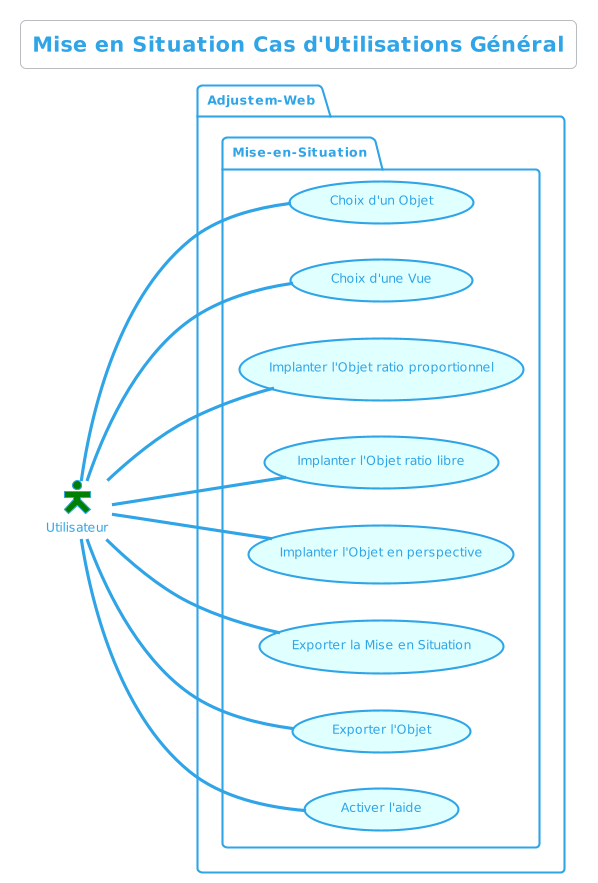 Mise en Situation Cas d'Utilisations Général
Adjustem-Web
Mise-en-Situation
Choix d'un Objet
Choix d'une Vue
Implanter l'Objet ratio proportionnel
Implanter l'Objet ratio libre
Utilisateur
Implanter l'Objet en perspective
Exporter la Mise en Situation
Exporter l'Objet
Activer l'aide